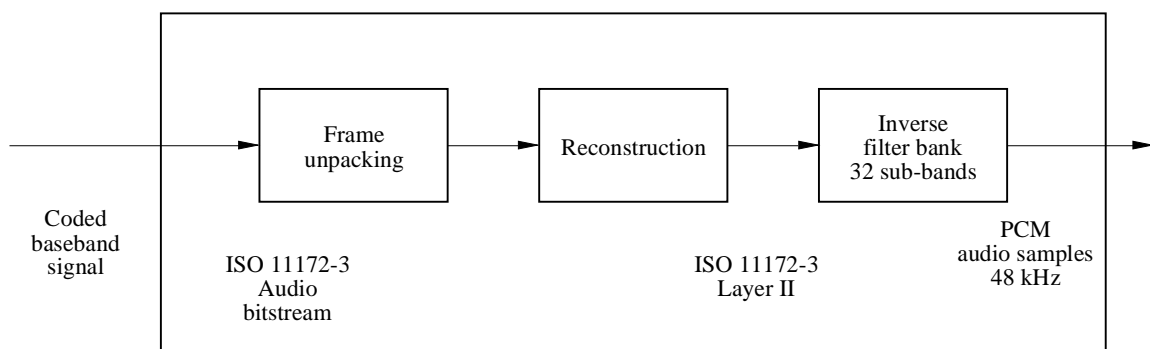 Frame
unpacking
Reconstruction
Inverse
filter bank
32 sub-bands
Coded
baseband
signal
ISO 11172-3
Audio
bitstream
ISO 11172-3
Layer II
PCM
audio samples
48 kHz